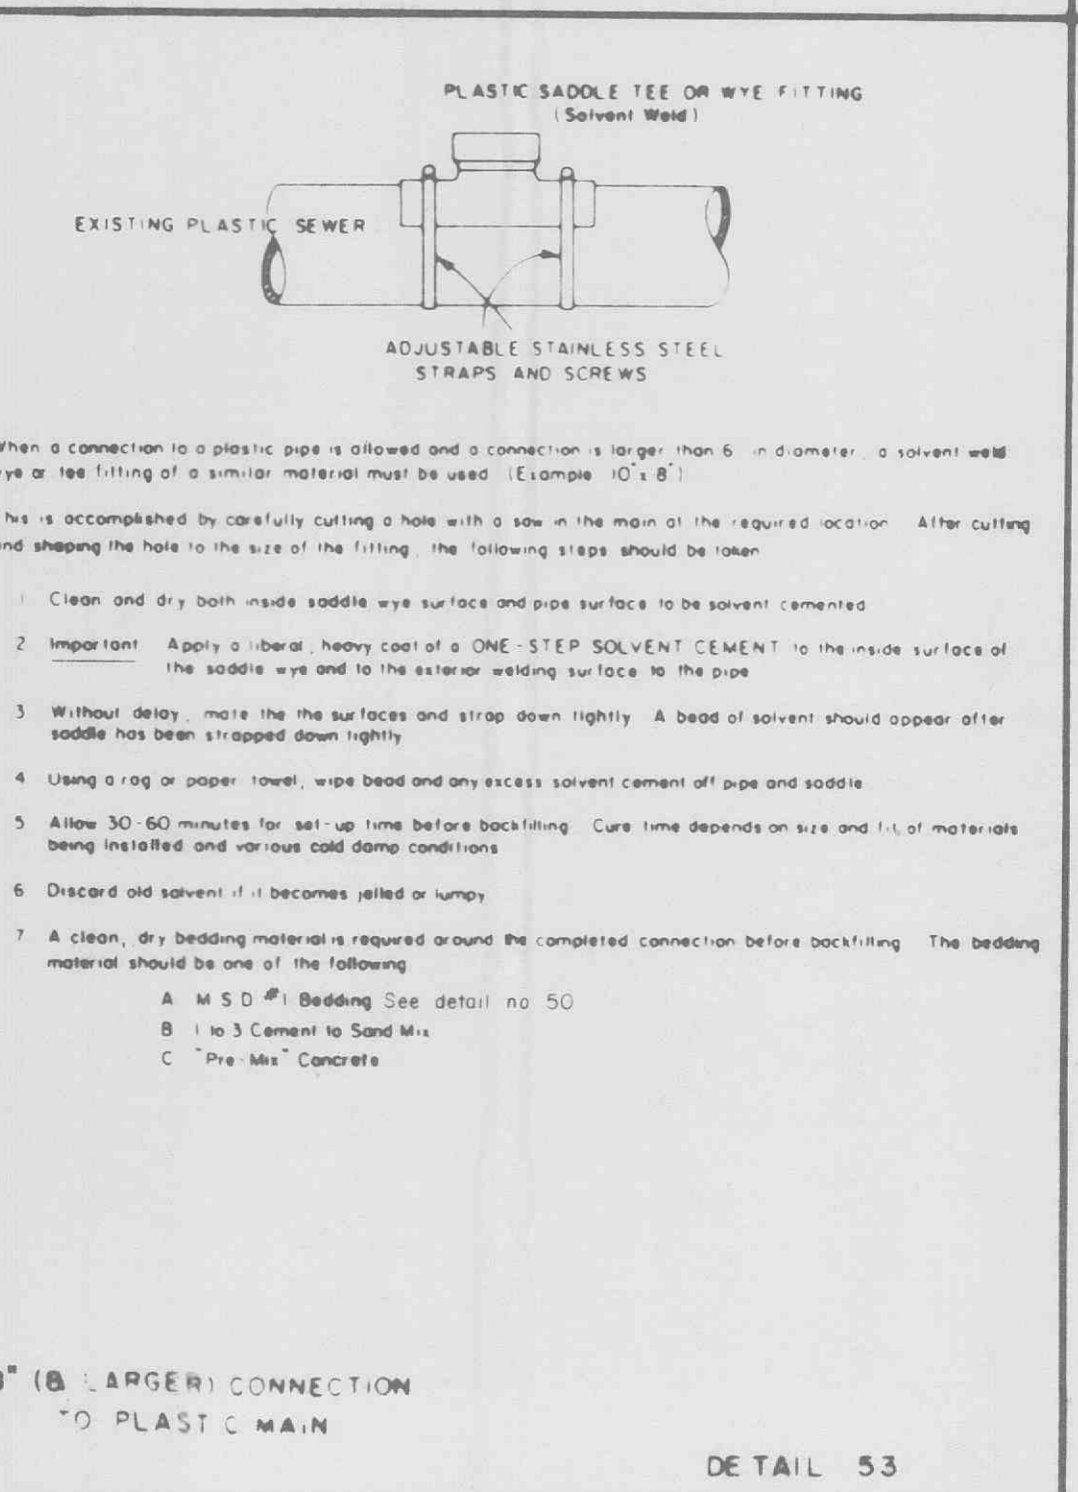 PLASTIC SADDLE TEE OR WYE FITTING
(Solvent Weld)
EXISTING PLASTIC SEWER
ADJUSTABLE STAINLESS STEEL
STRAPS AND SCREWS
When a connection to a plastic pipe is allowed and a connection is larger than 6 in diameter, a solvent weld
wye or tee fitting of a similar material must be used (Example 10" x 8")
This is accomplished by carefully cutting a hole with a saw in the main at the required location After cutting
and shaping the hole to the size of the fitting, the following steps should be taken
1 Clean and dry both inside saddle wye surface and pipe surface to be solvent cemented
2 Important Apply a liberal, heavy coat of a ONE-STEP SOLVENT CEMENT to the inside surface of
the saddle wye and to the exterior welding surface to the pipe
3 Without delay, mate the the surfaces and strap down tightly A bead of solvent should appear after
saddle has been strapped down tightly
4 Using a rag or paper towel, wipe bead and any excess solvent cement off pipe and saddle
5 Allow 30-60 minutes for set-up time before backfilling Cure time depends on size and fit of materials
being installed and various cold damp conditions
6 Discard old solvent if it becomes jelled or lumpy
7 A clean, dry bedding material is required around the completed connection before backfilling The bedding
material should be one of the following
A M S D #1 Bedding See detail no 50
B 1 to 3 Cement to Sand Mix
C "Pre-Mix" Concrete
8" (& LARGER) CONNECTION
TO PLASTIC MAIN
DETAIL 53